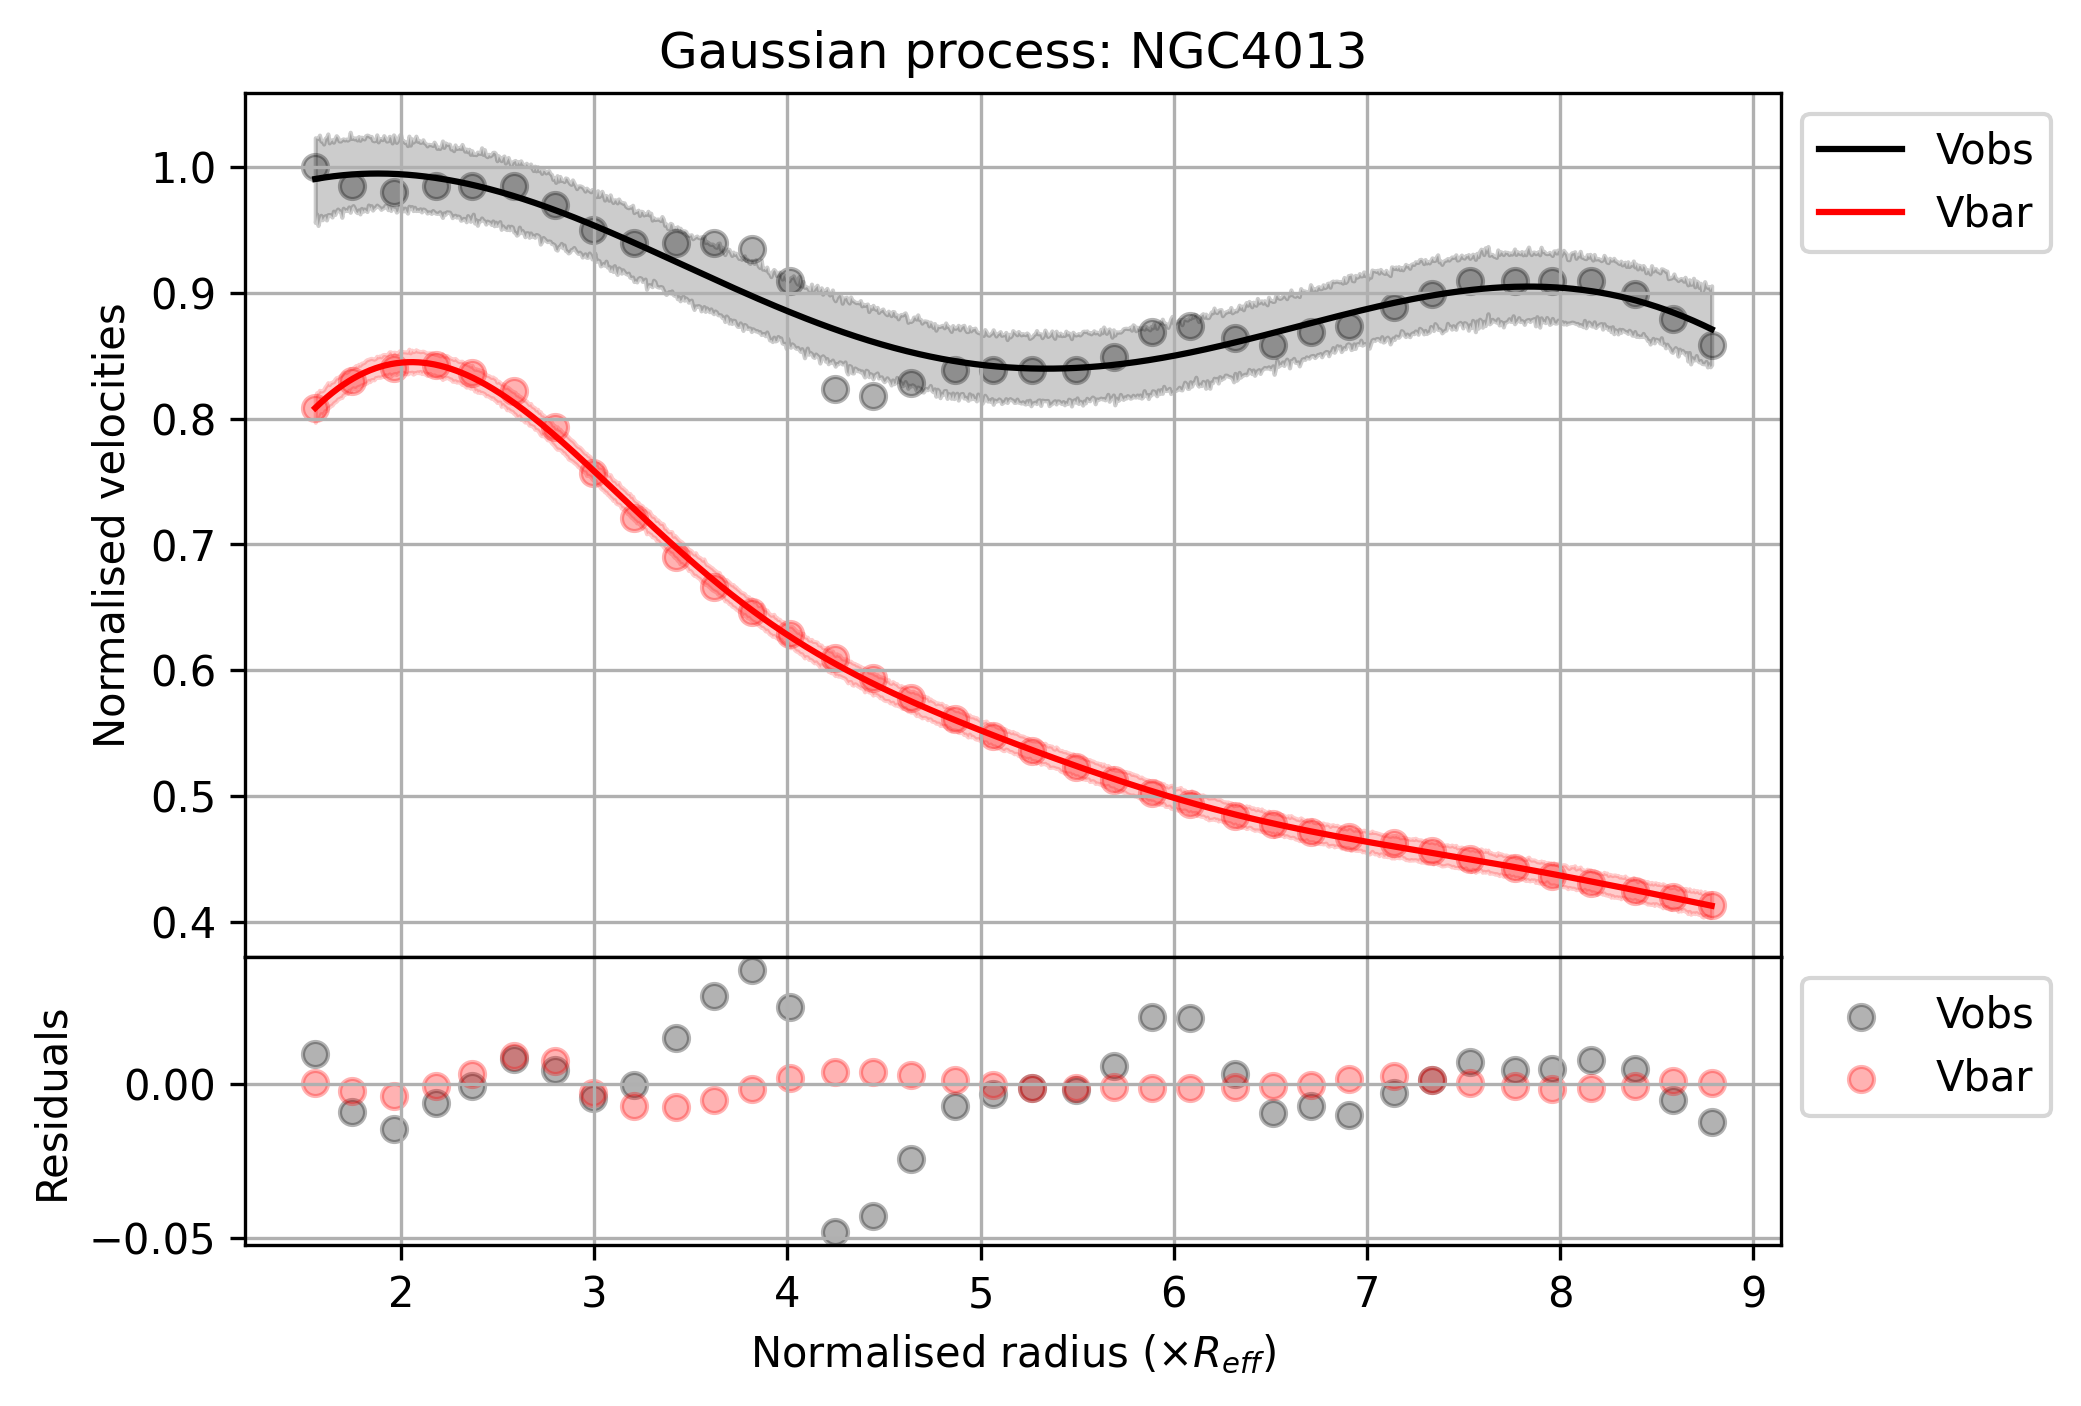 Gaussian process: NGC4013
Normalised velocities
1.0
0.9
0.8
0.7
0.6
0.5
0.4
Vobs
Vbar
Residuals
0.00
−0.05
Vobs
Vbar
2 3 4 5 6 7 8 9
Normalised radius (×R_eff)